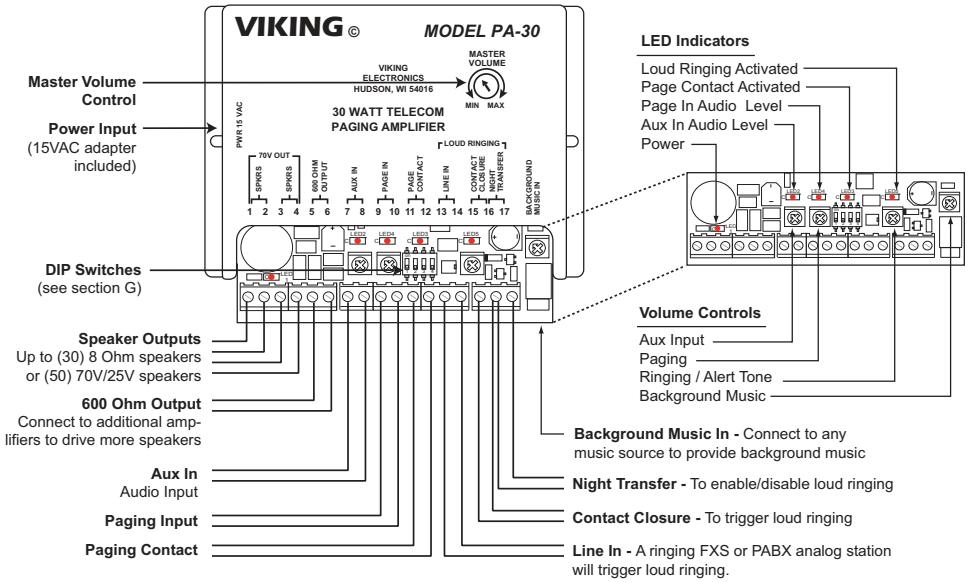 VIKING ©
MODEL PA-30
VIKING
ELECTRONICS
HUDSON, WI 54016
MASTER
VOLUME
MIN MAX
30 WATT TELECOM
PAGING AMPLIFIER
PWR 15 VAC
70V OUT
SPKRS
SPKRS
600 OHM
OUTPUT
AUX IN
PAGE IN
PAGE
CONTACT
LOUD RINGING
LINE IN
CONTACT
CLOSURE
NIGHT
TRANSFER
BACKGROUND
MUSIC IN
1 2 3 4 5 6 7 8 9 10 11 12 13 14 15 16 17
LED2 LED4 LED3 LED5
C C C C
LED
1
Master Volume
Control
Power Input
(15VAC adapter
included)
DIP Switches
(see section G)
Speaker Outputs
Up to (30) 8 Ohm speakers
or (50) 70V/25V speakers
600 Ohm Output
Connect to additional amp-
lifiers to drive more speakers
Aux In
Audio Input
Paging Input
Paging Contact
LED Indicators
Loud Ringing Activated
Page Contact Activated
Page In Audio Level
Aux In Audio Level
Power
LED2 LED4 LED3 LED5
C C C C
LED
Volume Controls
Aux Input
Paging
Ringing / Alert Tone
Background Music
Background Music In - Connect to any
music source to provide background music
Night Transfer - To enable/disable loud ringing
Contact Closure - To trigger loud ringing
Line In - A ringing FXS or PABX analog station
will trigger loud ringing.